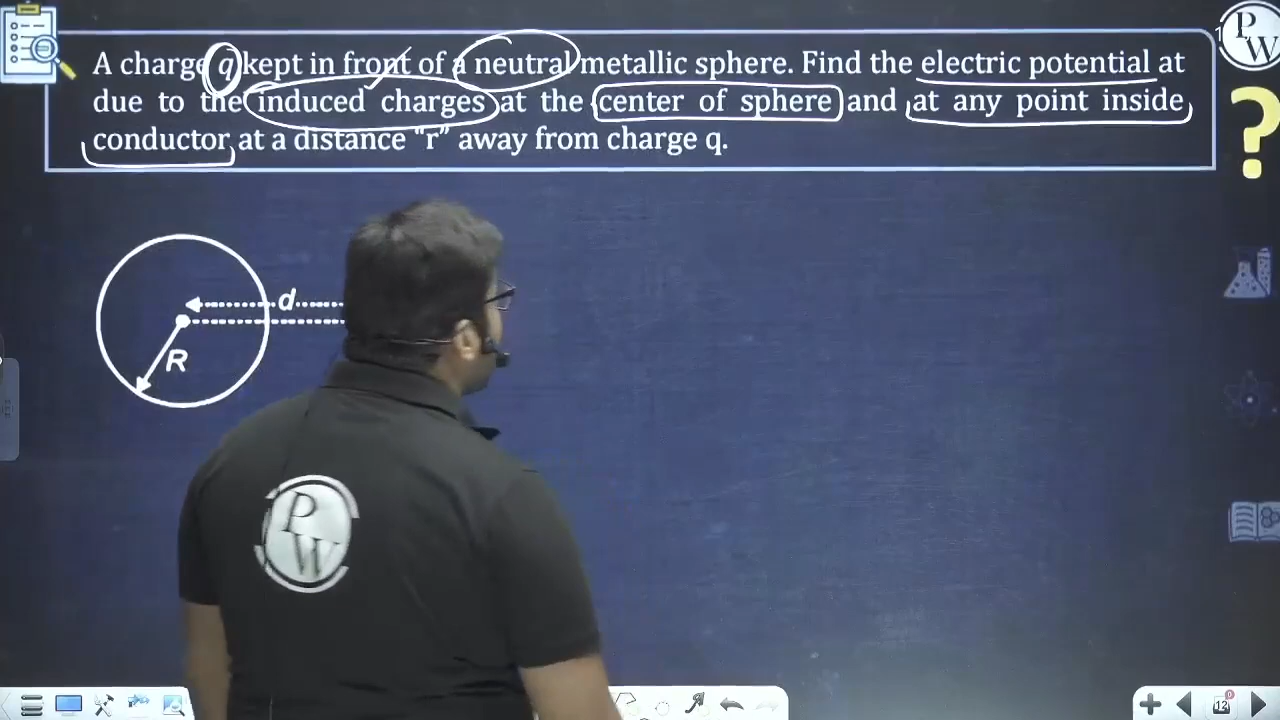 A charge q kept in front of a neutral metallic sphere. Find the electric potential at
due to the induced charges at the center of sphere and at any point inside
conductor at a distance "r" away from charge q.
P
W
?
d
R
P
W
12